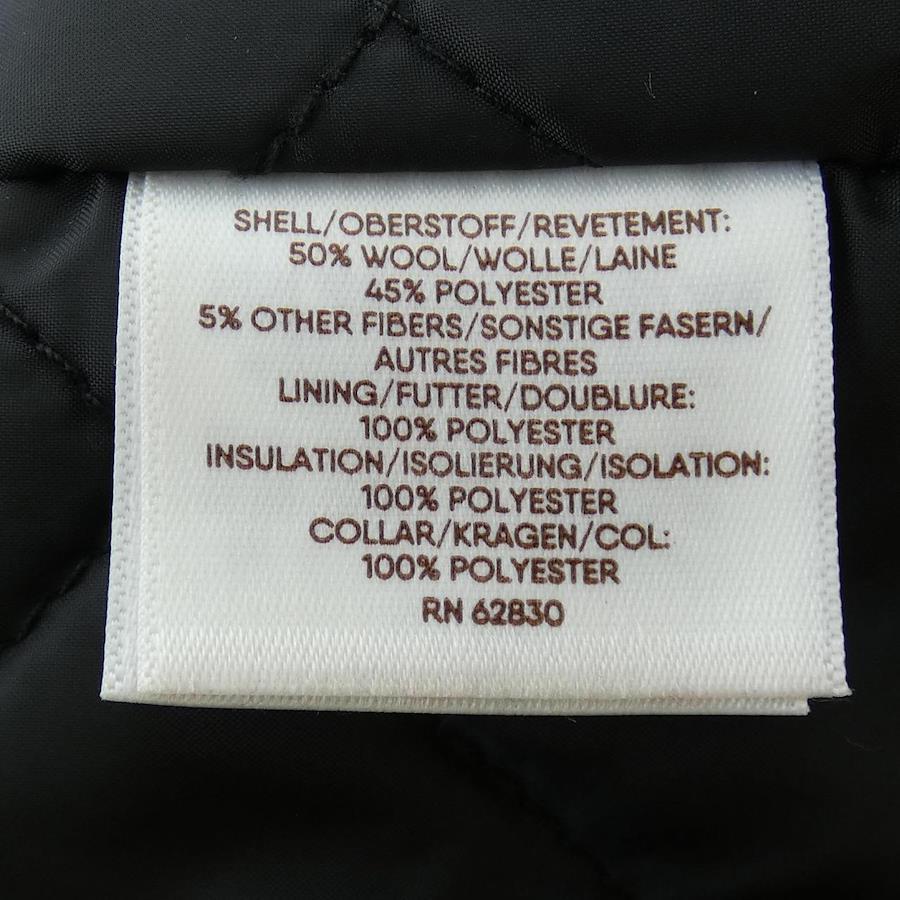 SHELL/OBERSTOFF/REVETEMENT:
50% WOOL/WOLLE/LAINE
45% POLYESTER
5% OTHER FIBERS/SONSTIGE FASERN/
AUTRES FIBRES
LINING/FUTTER/DOUBLURE:
100% POLYESTER
INSULATION/ISOLIERUNG/ISOLATION:
100% POLYESTER
COLLAR/KRAGEN/COL:
100% POLYESTER
RN 62830